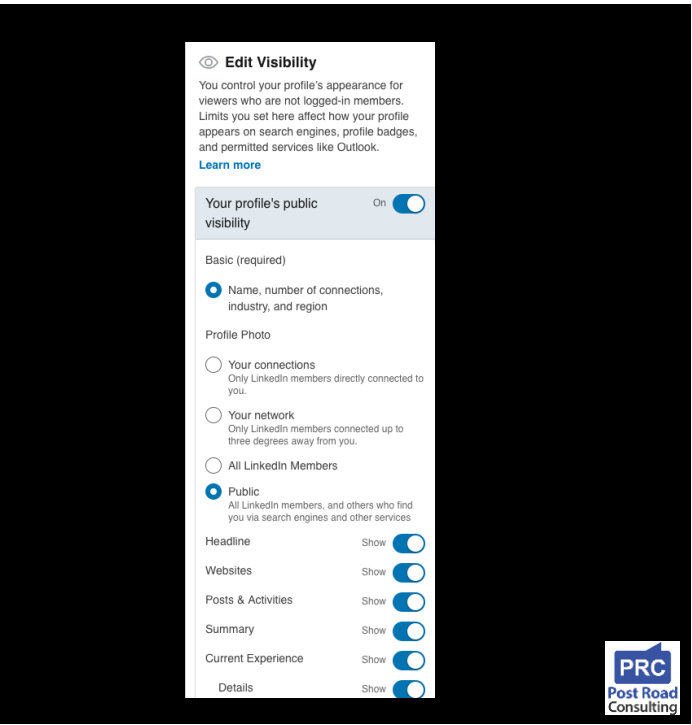 Edit Visibility
You control your profile's appearance for
viewers who are not logged-in members.
Limits you set here affect how your profile
appears on search engines, profile badges,
and permitted services like Outlook.
Learn more
Your profile's public On
visibility
Basic (required)
Name, number of connections,
industry, and region
Profile Photo
Your connections
Only LinkedIn members directly connected to
you.
Your network
Only LinkedIn members connected up to
three degrees away from you.
All LinkedIn Members
Public
All LinkedIn members, and others who find
you via search engines and other services
Headline Show
Websites Show
Posts & Activities Show
Summary Show
Current Experience Show
Details Show
PRC
Post Road
Consulting